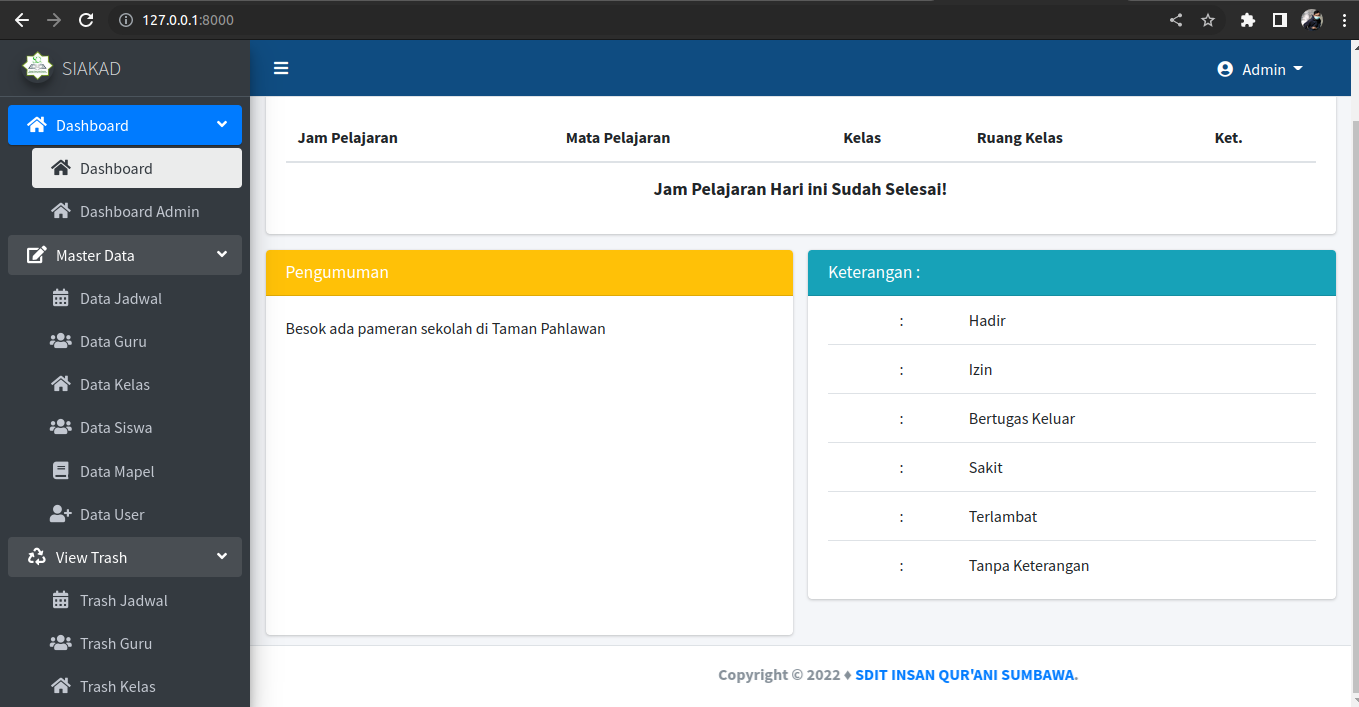 127.0.0.1:8000
SIAKAD
Admin
Dashboard
Dashboard
Dashboard Admin
Master Data
Data Jadwal
Data Guru
Data Kelas
Data Siswa
Data Mapel
Data User
View Trash
Trash Jadwal
Trash Guru
Trash Kelas
Jam Pelajaran Mata Pelajaran Kelas Ruang Kelas Ket.
Jam Pelajaran Hari ini Sudah Selesai!
Pengumuman
Besok ada pameran sekolah di Taman Pahlawan
Keterangan :
: Hadir
: Izin
: Bertugas Keluar
: Sakit
: Terlambat
: Tanpa Keterangan
Copyright © 2022 ♦ SDIT INSAN QUR'ANI SUMBAWA.